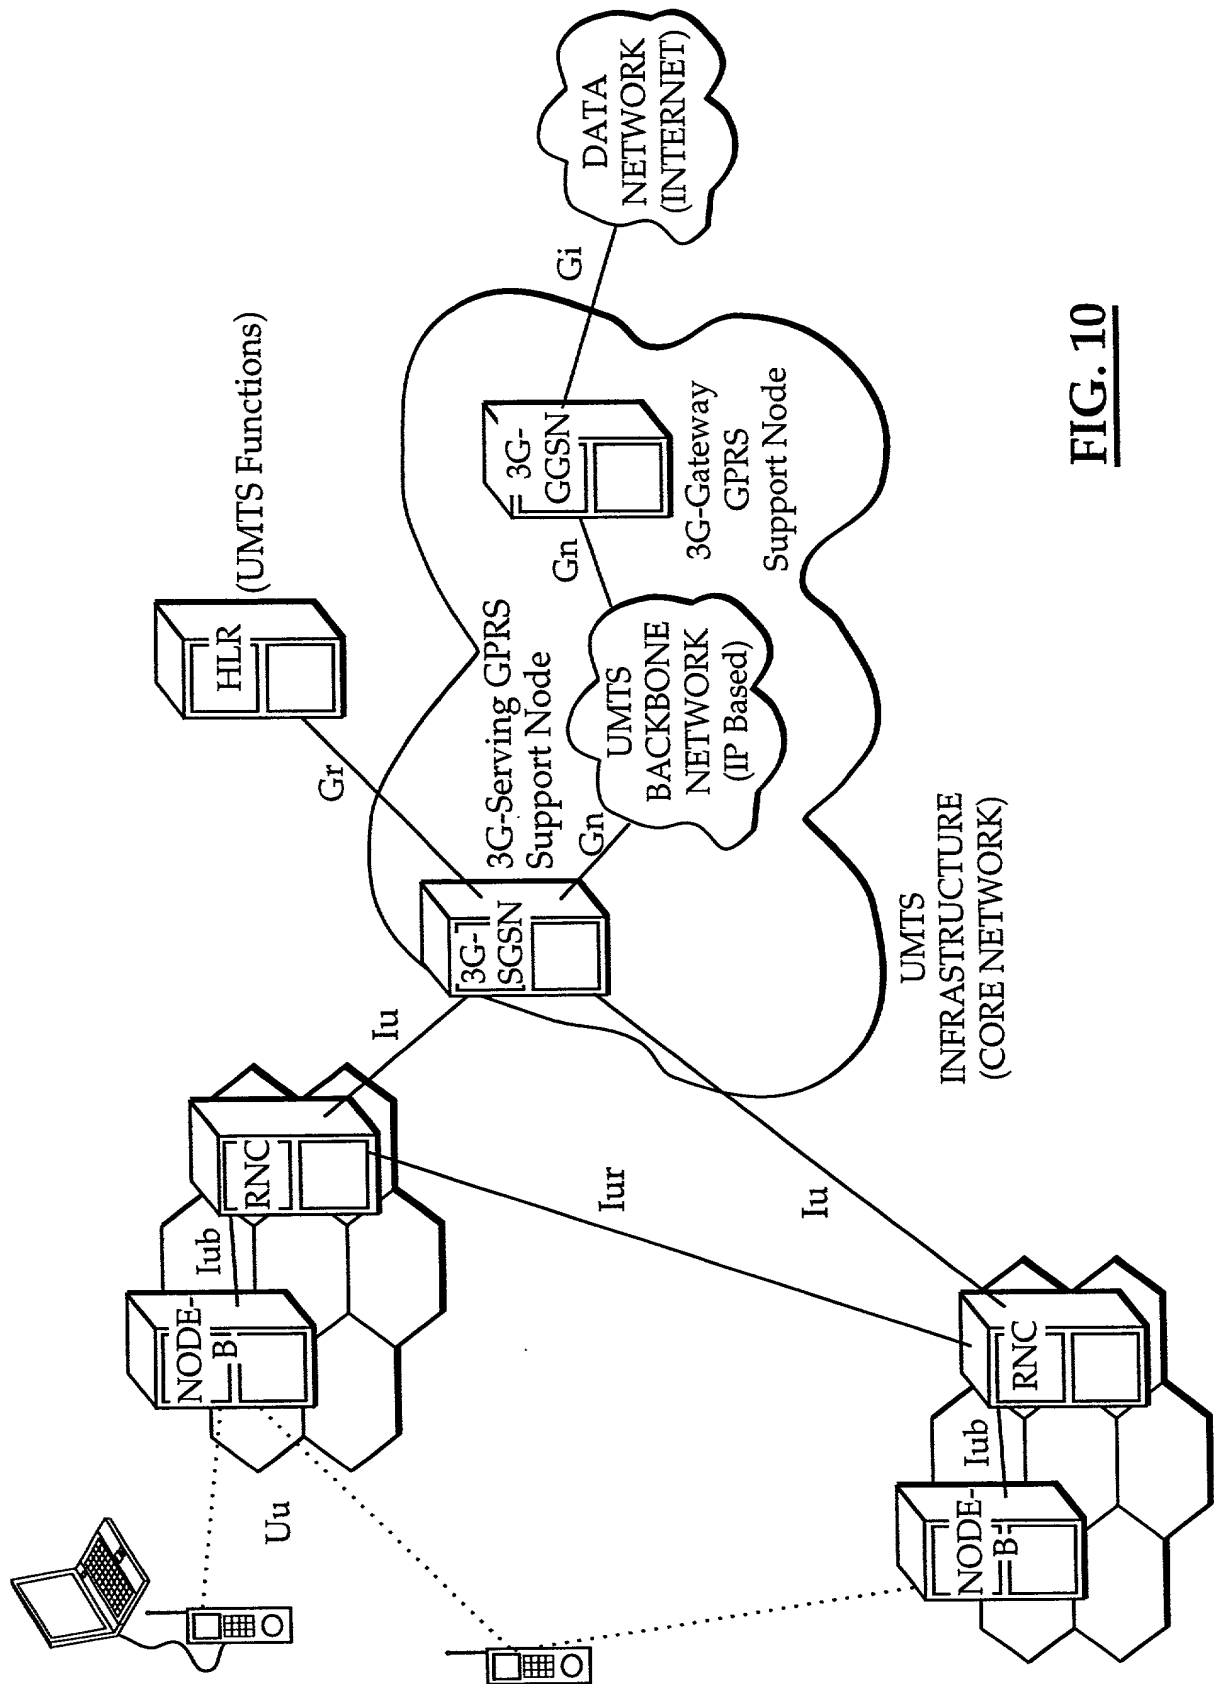 (UMTS Functions)
HLR
Gr
DATA
NETWORK
(INTERNET)
Gi
3G-
GGSN
3G-Gateway
GPRS
Support Node
Gn
3G-Serving GPRS
Support Node
UMTS
BACKBONE
NETWORK
(IP Based)
Gn
3G-
SGSN
UMTS
INFRASTRUCTURE
(CORE NETWORK)
Iu
RNC
Iub
NODE-
B
Uu
Iur
Iu
RNC
Iub
NODE-
B
FIG. 10